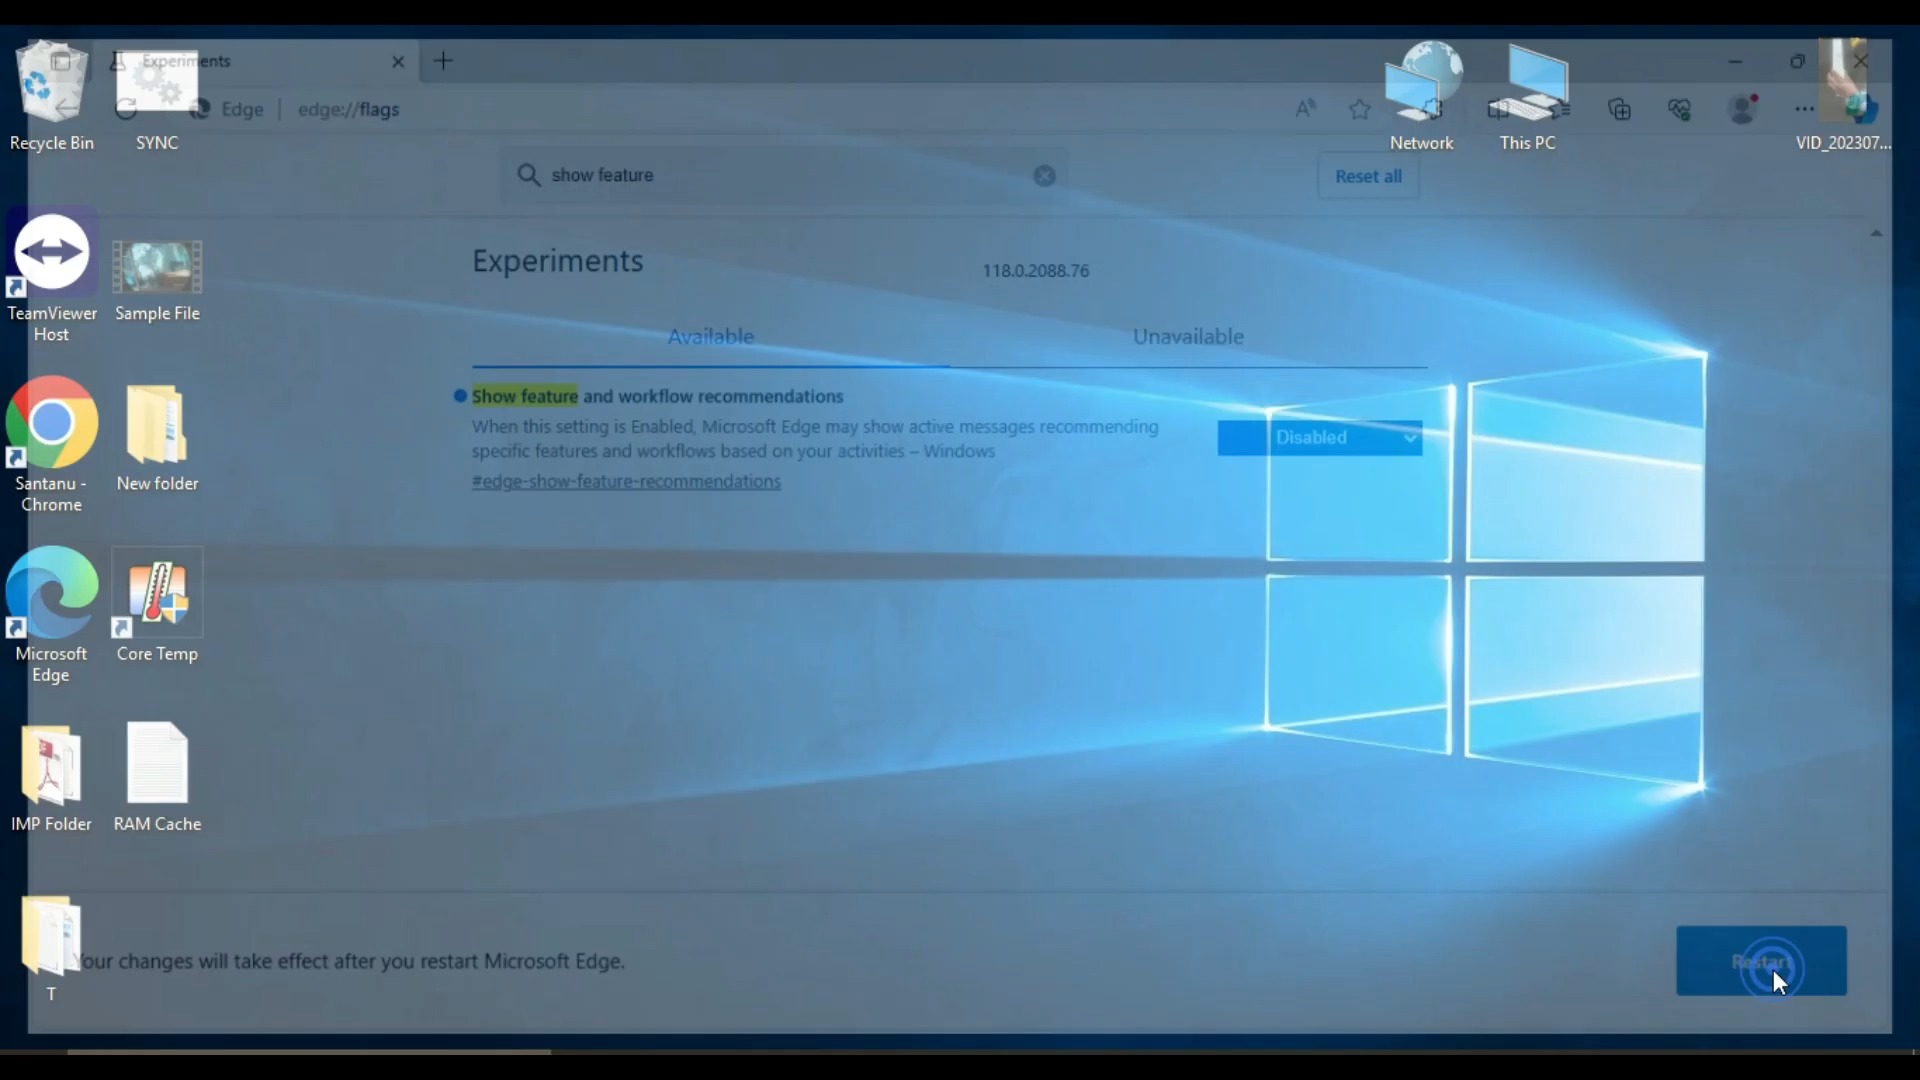 Experiments
Edge
edge://flags
show feature
Reset all
Experiments
118.0.2088.76
Available
Unavailable
Show feature and workflow recommendations
When this setting is Enabled, Microsoft Edge may show active messages recommending
specific features and workflows based on your activities – Windows
#edge-show-feature-recommendations
Disabled
Your changes will take effect after you restart Microsoft Edge.
Restart
Recycle Bin
SYNC
Network
This PC
VID_202307...
TeamViewer
Host
Sample File
Santanu -
Chrome
New folder
Microsoft
Edge
Core Temp
IMP Folder
RAM Cache
T